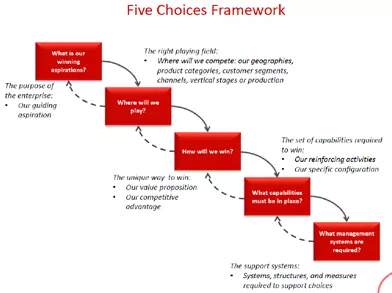 Five Choices Framework
What is our
winning
aspirations?
The right playing field:
• Where will we compete: our geographies,
product categories, customer segments,
channels, vertical stages or production
The purpose of
the enterprise:
• Our guiding
aspiration
Where will we
play?
How will we win?
The set of capabilities required
to win:
• Our reinforcing activities
• Our specific configuration
The unique way to win:
• Our value proposition
• Our competitive
advantage
What capabilities
must be in place?
What management
systems are
required?
The support systems:
• Systems, structures, and measures
required to support choices